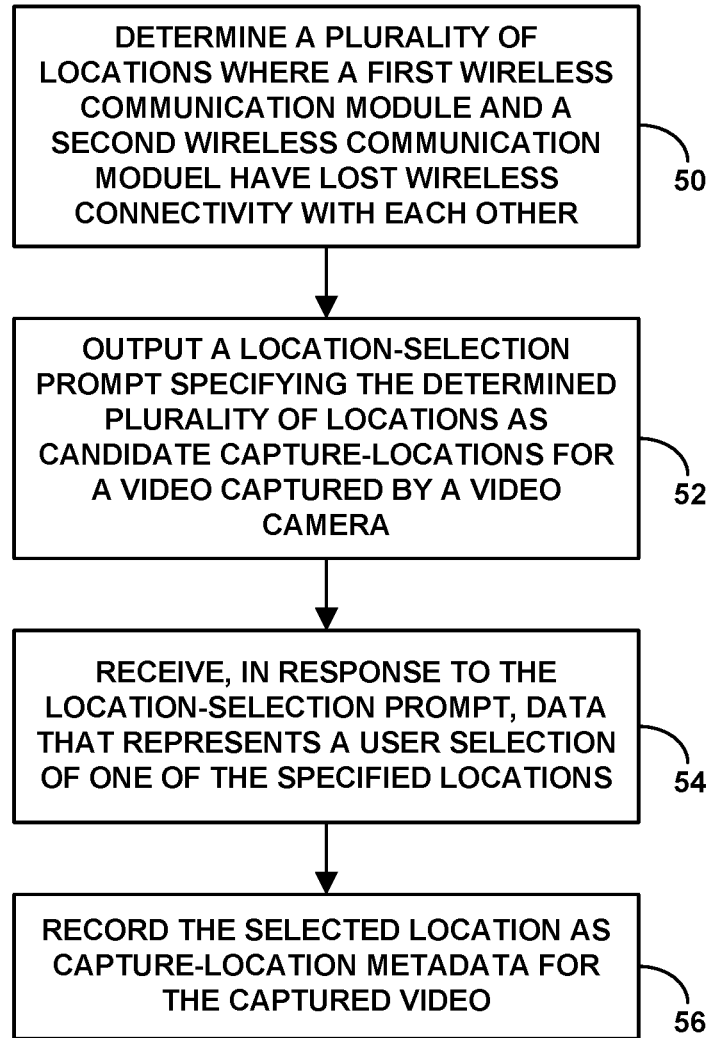 DETERMINE A PLURALITY OF
LOCATIONS WHERE A FIRST WIRELESS
COMMUNICATION MODULE AND A
SECOND WIRELESS COMMUNICATION
MODUEL HAVE LOST WIRELESS
CONNECTIVITY WITH EACH OTHER
50
OUTPUT A LOCATION-SELECTION
PROMPT SPECIFYING THE DETERMINED
PLURALITY OF LOCATIONS AS
CANDIDATE CAPTURE-LOCATIONS FOR
A VIDEO CAPTURED BY A VIDEO
CAMERA
52
RECEIVE, IN RESPONSE TO THE
LOCATION-SELECTION PROMPT, DATA
THAT REPRESENTS A USER SELECTION
OF ONE OF THE SPECIFIED LOCATIONS
54
RECORD THE SELECTED LOCATION AS
CAPTURE-LOCATION METADATA FOR
THE CAPTURED VIDEO
56